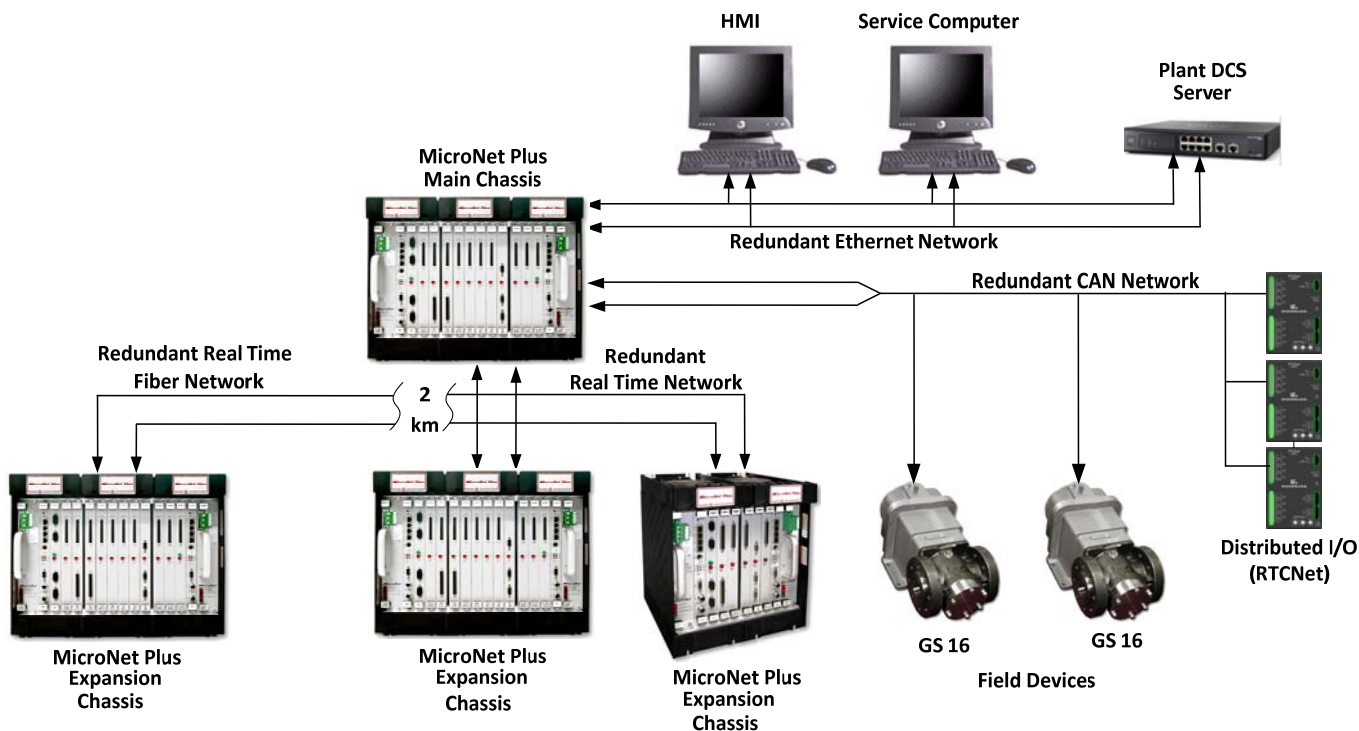 HMI
Service Computer
Plant DCS
Server
MicroNet Plus
Main Chassis
Redundant Ethernet Network
Redundant CAN Network
Redundant Real Time
Fiber Network
2
km
Redundant
Real Time Network
MicroNet Plus
Expansion
Chassis
MicroNet Plus
Expansion
Chassis
MicroNet Plus
Expansion
Chassis
GS 16
GS 16
Field Devices
Distributed I/O
(RTCNet)